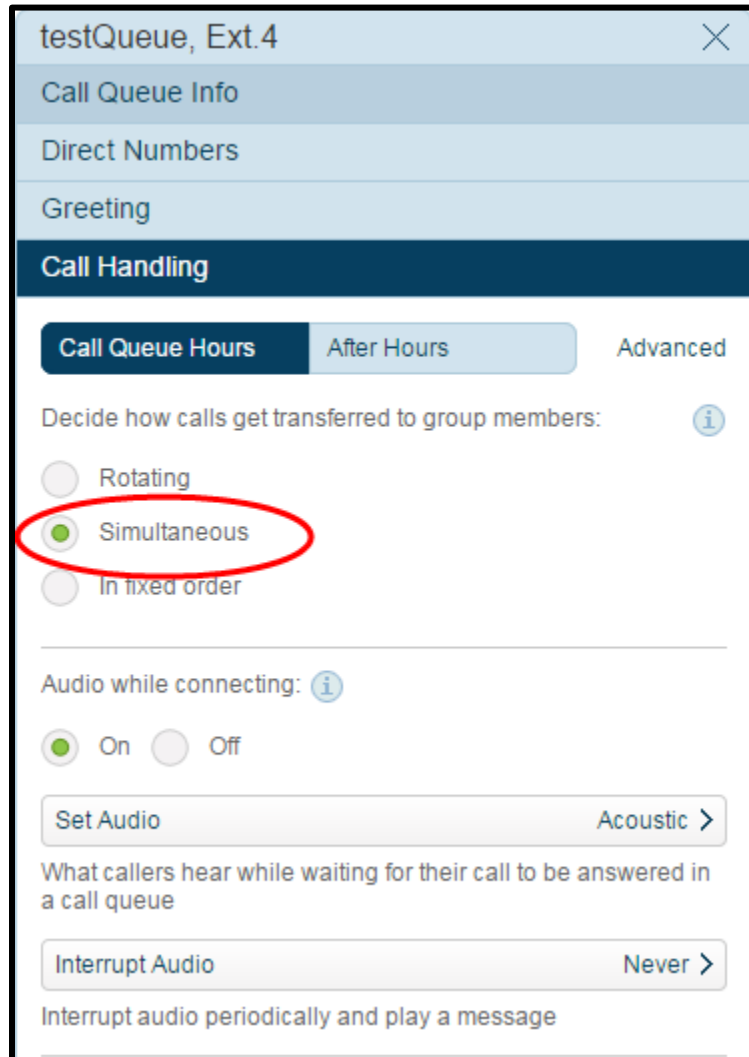 testQueue, Ext.4
Call Queue Info
Direct Numbers
Greeting
Call Handling
Call Queue Hours After Hours Advanced
Decide how calls get transferred to group members:
Rotating
Simultaneous
In fixed order
Audio while connecting:
On Off
Set Audio Acoustic >
What callers hear while waiting for their call to be answered in
a call queue
Interrupt Audio Never >
Interrupt audio periodically and play a message